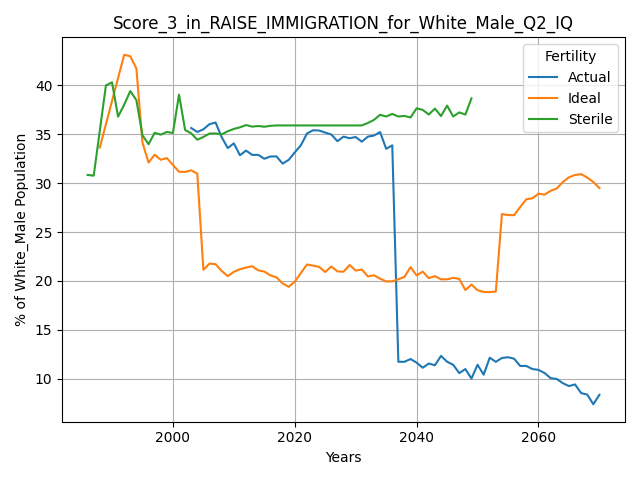 Score_3_in_RAISE_IMMIGRATION_for_White_Male_Q2_IQ
Fertility
Actual
Ideal
Sterile
% of White_Male Population
40
35
30
25
20
15
10
2000
2020
2040
2060
Years